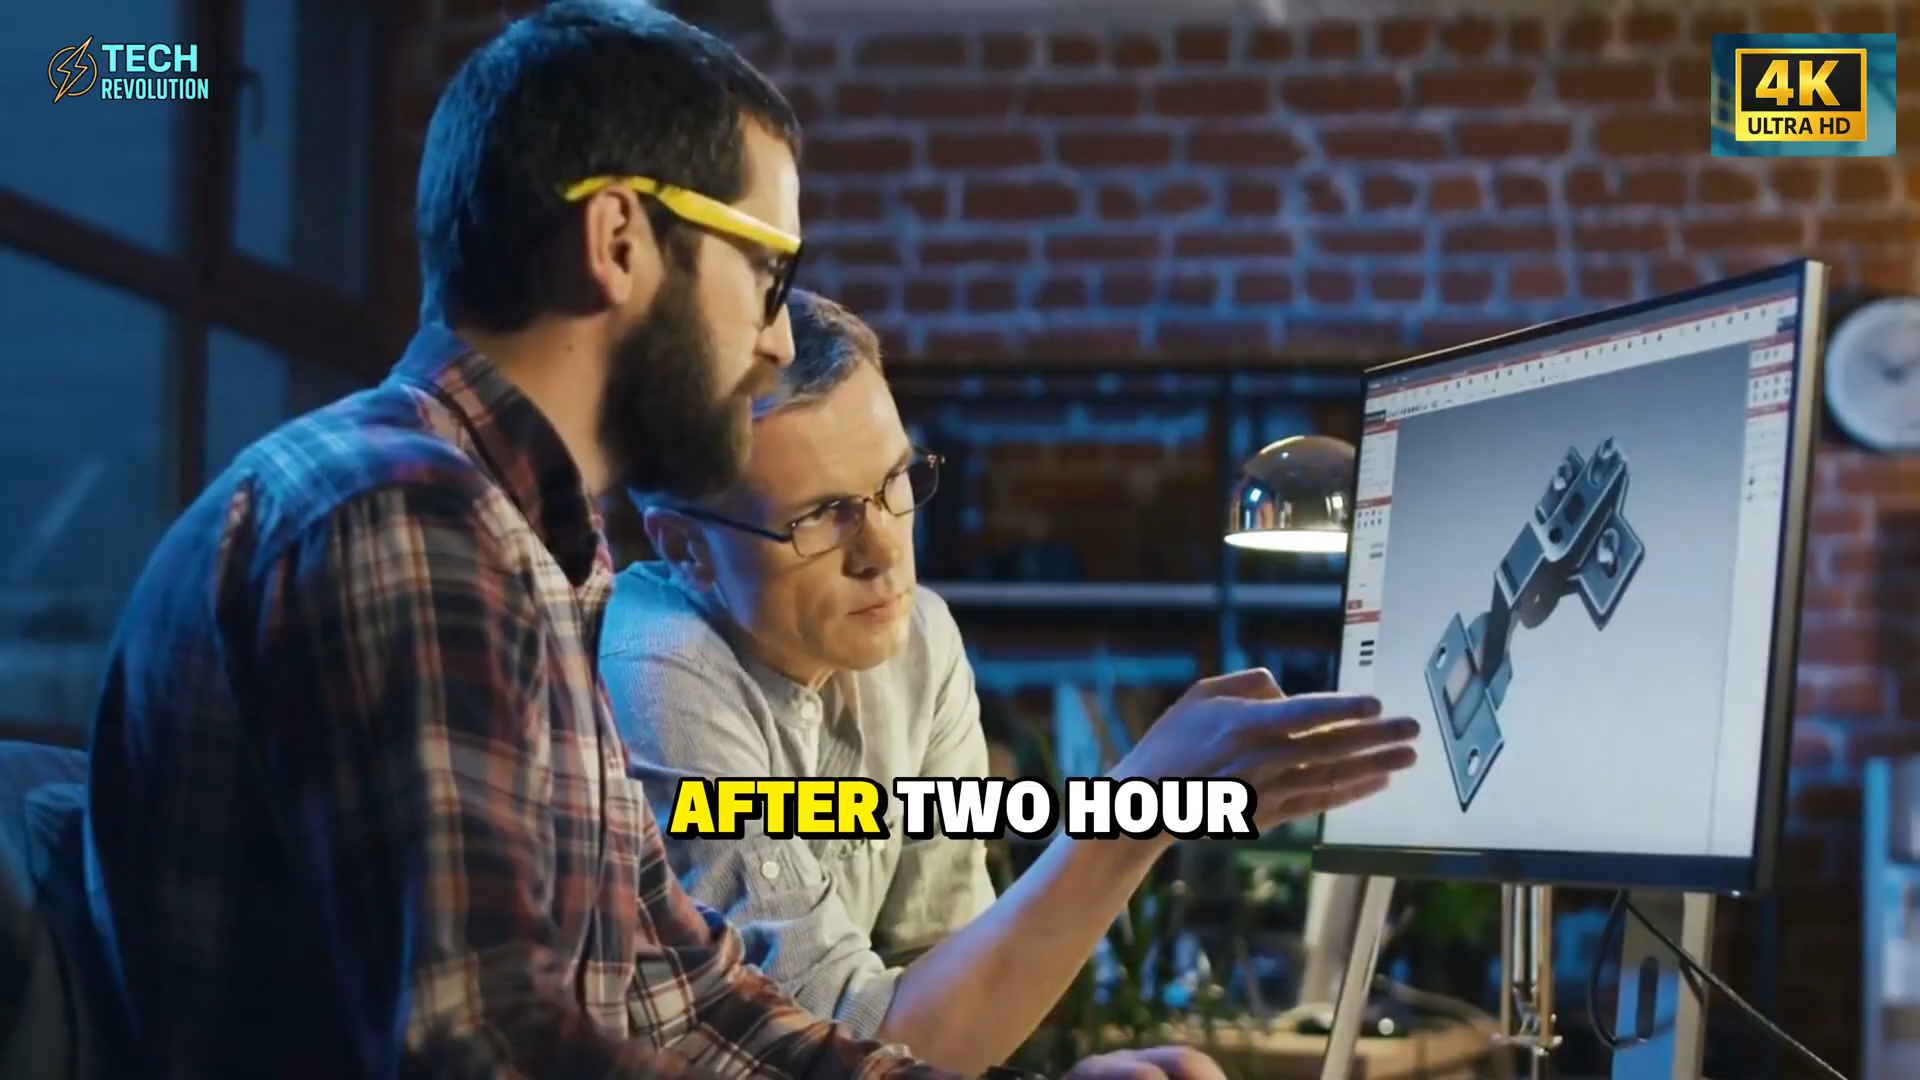 TECH
REVOLUTION
4K
ULTRA HD
AFTER TWO HOUR